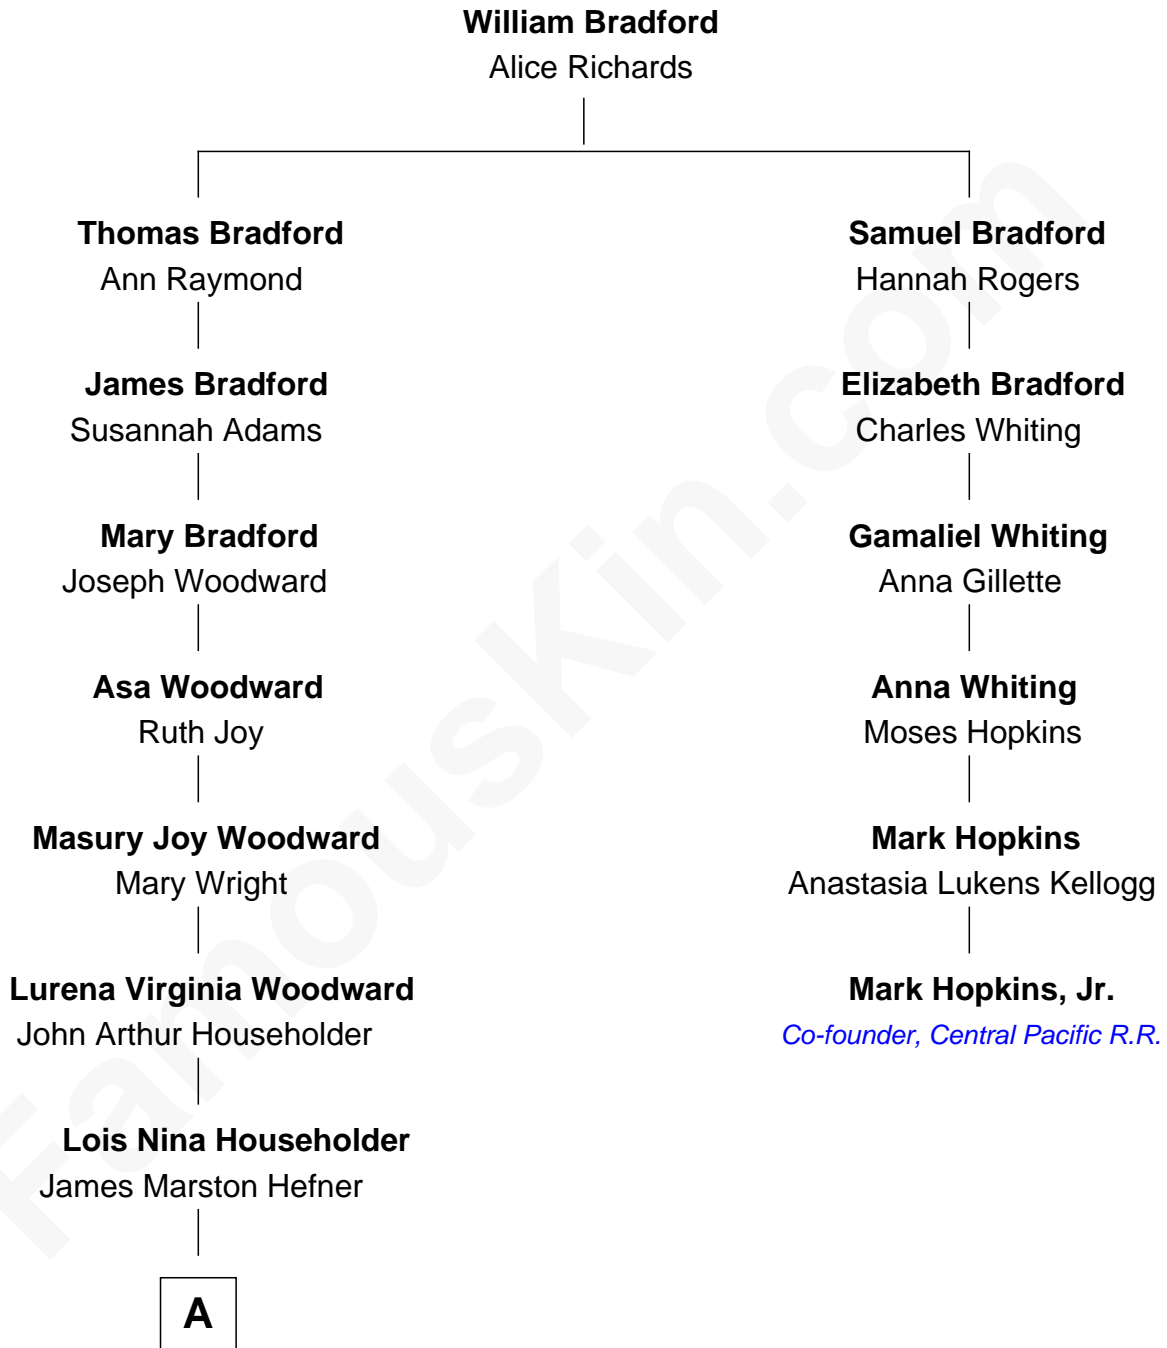 William Bradford
Alice Richards
Thomas Bradford
Ann Raymond
Samuel Bradford
Hannah Rogers
James Bradford
Susannah Adams
Elizabeth Bradford
Charles Whiting
Mary Bradford
Joseph Woodward
Gamaliel Whiting
Anna Gillette
Asa Woodward
Ruth Joy
Anna Whiting
Moses Hopkins
Masury Joy Woodward
Mary Wright
Mark Hopkins
Anastasia Lukens Kellogg
Lurena Virginia Woodward
John Arthur Householder
Mark Hopkins, Jr.
Co-founder, Central Pacific R.R.
Lois Nina Householder
James Marston Hefner
A
FamousKin.com